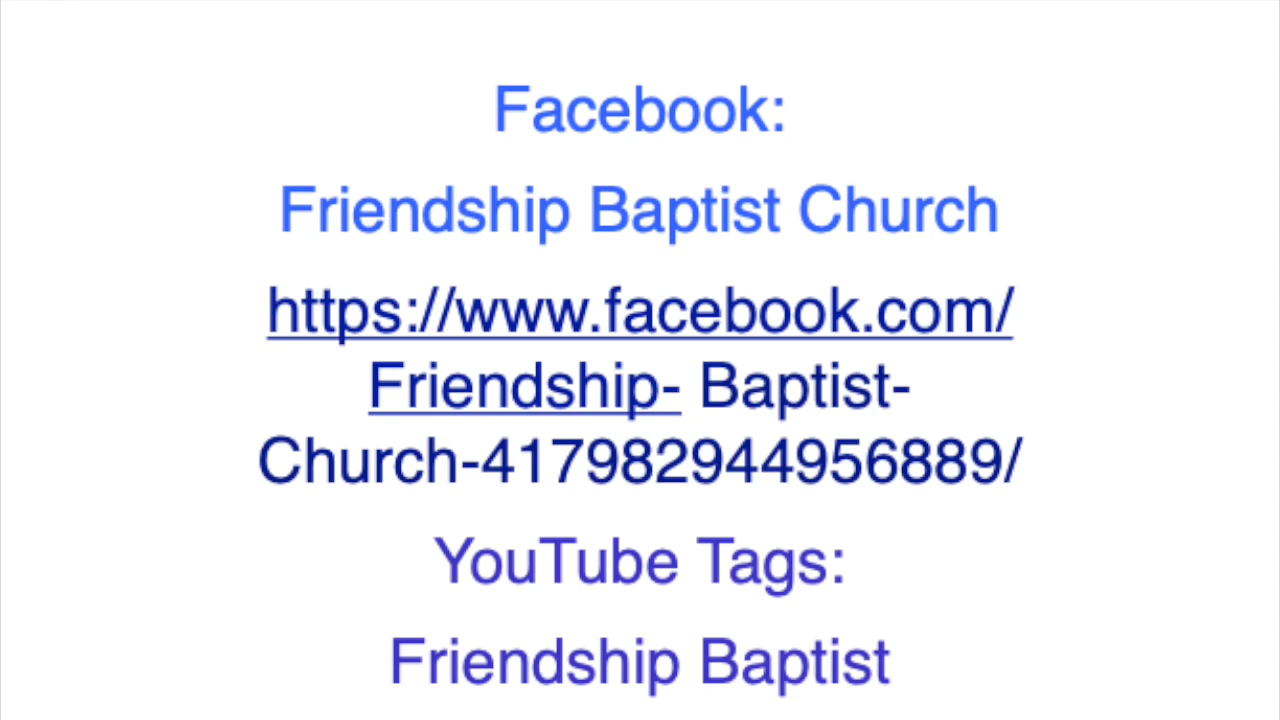 Facebook:
Friendship Baptist Church
https://www.facebook.com/
Friendship- Baptist-
Church-417982944956889/
YouTube Tags:
Friendship Baptist